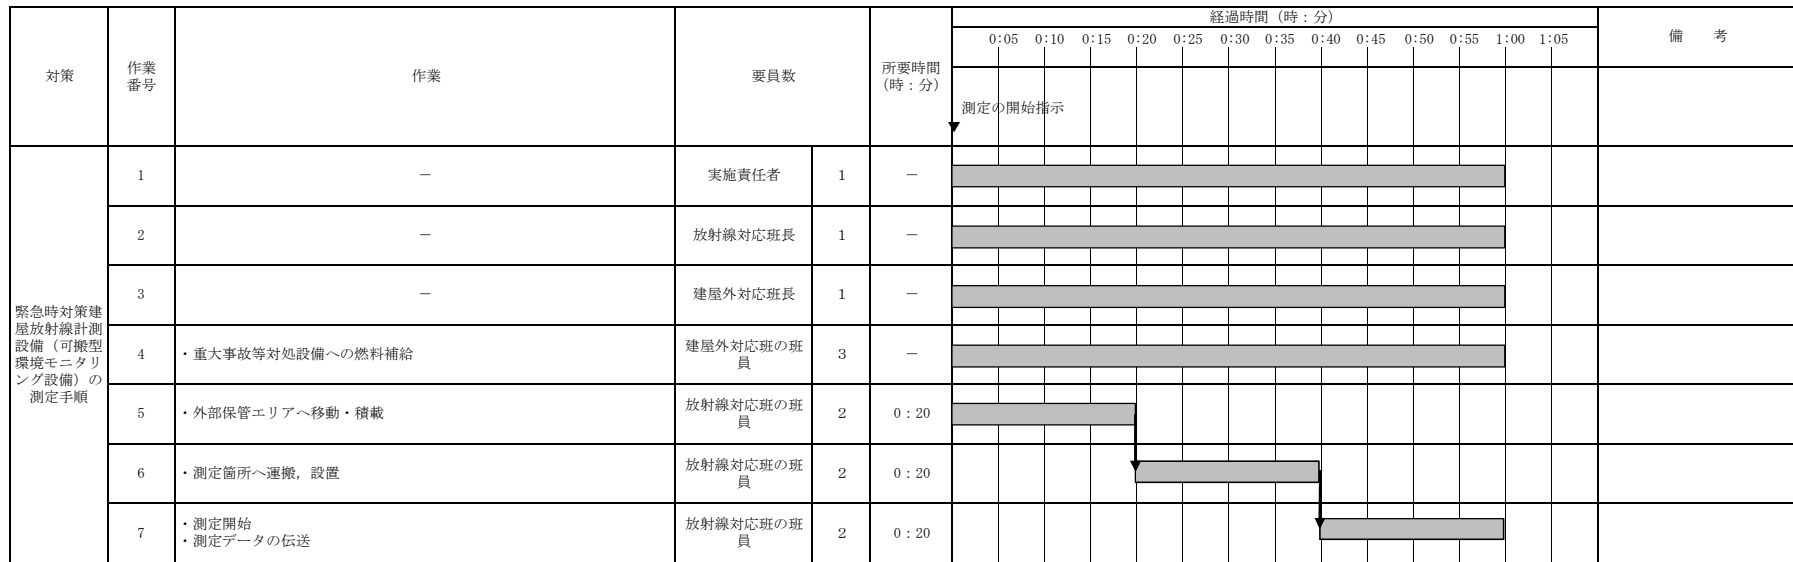 対策
作業
番号
作業
要員数
所要時間
（時：分）
経過時間（時：分）
0:05 0:10 0:15 0:20 0:25 0:30 0:35 0:40 0:45 0:50 0:55 1:00 1:05
備　考
測定の開始指示
緊急時対策建
屋放射線計測
設備（可搬型
環境モニタリ
ング設備）の
測定手順
1 － 実施責任者 1 －
2 － 放射線対応班長 1 －
3 － 建屋外対応班長 1 －
4 ・重大事故等対処設備への燃料補給 建屋外対応班の班
員 3 －
5 ・外部保管エリアへ移動・積載 放射線対応班の班
員 2 0：20
6 ・測定箇所へ運搬，設置 放射線対応班の班
員 2 0：20
7 ・測定開始
・測定データの伝送 放射線対応班の班
員 2 0：20